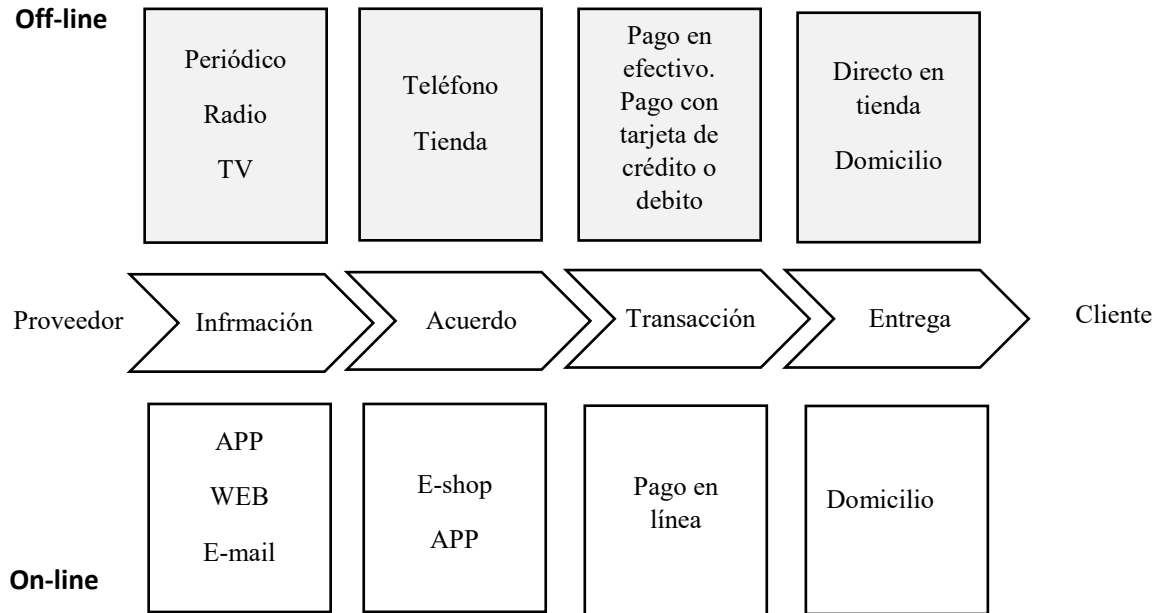 Off-line
Periódico
Radio
TV
Teléfono
Tienda
Pago en
efectivo.
Pago con
tarjeta de
crédito o
debito
Directo en
tienda
Domicilio
Proveedor
Infrmación
Acuerdo
Transacción
Entrega
Cliente
APP
WEB
E-mail
E-shop
APP
Pago en
línea
Domicilio
On-line